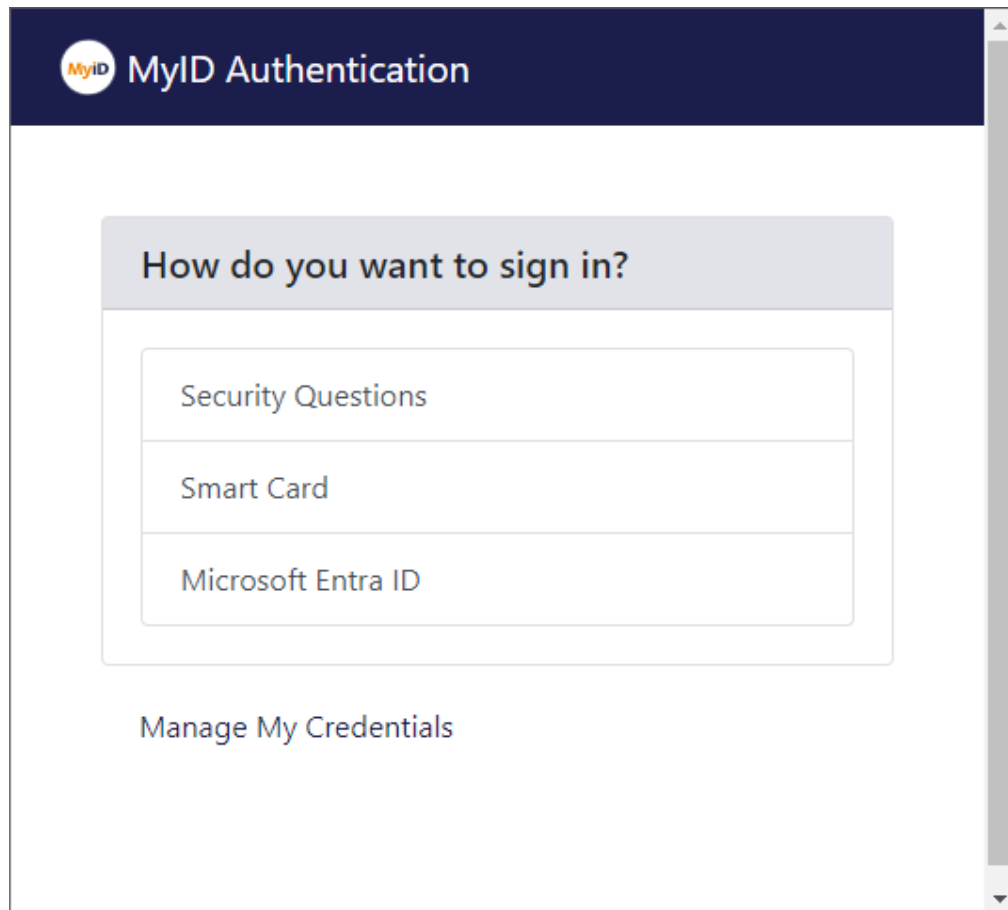 MyiD MyID Authentication
How do you want to sign in?
Security Questions
Smart Card
Microsoft Entra ID
Manage My Credentials